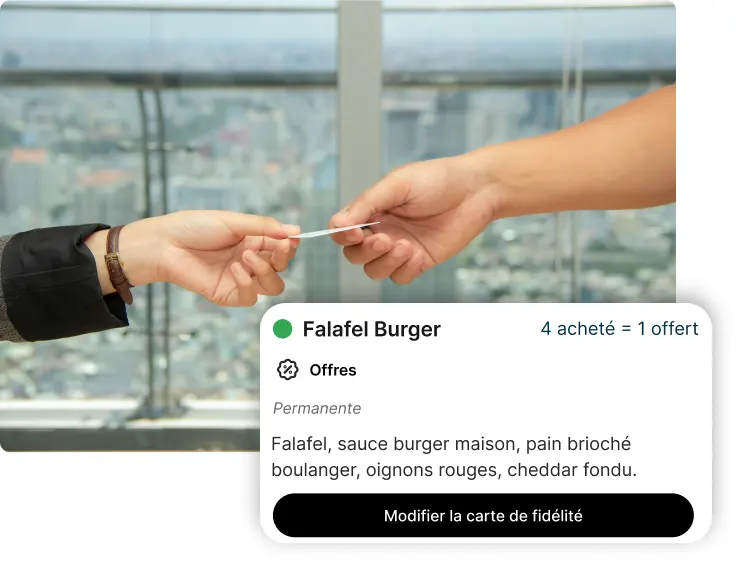 Falafel Burger
4 acheté = 1 offert
Offres
Permanente
Falafel, sauce burger maison, pain brioché
boulanger, oignons rouges, cheddar fondu.
Modifier la carte de fidélité